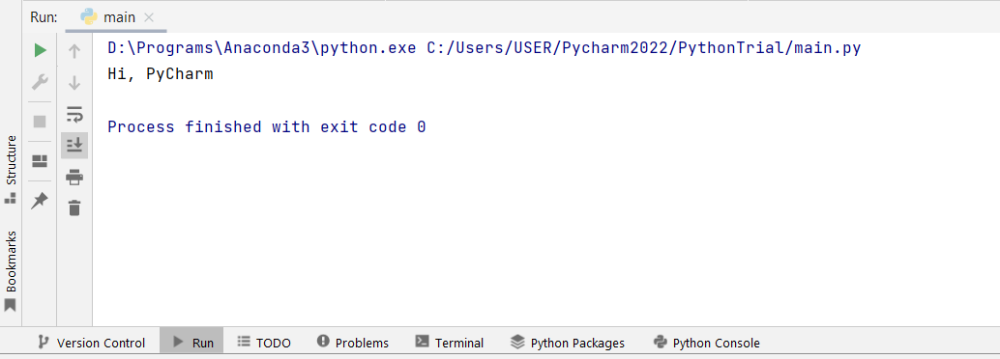 Run: main
D:\Programs\Anaconda3\python.exe C:/Users/USER/Pycharm2022/PythonTrial/main.py
Hi, PyCharm
Process finished with exit code 0
Structure
Bookmarks
Version Control Run TODO Problems Terminal Python Packages Python Console